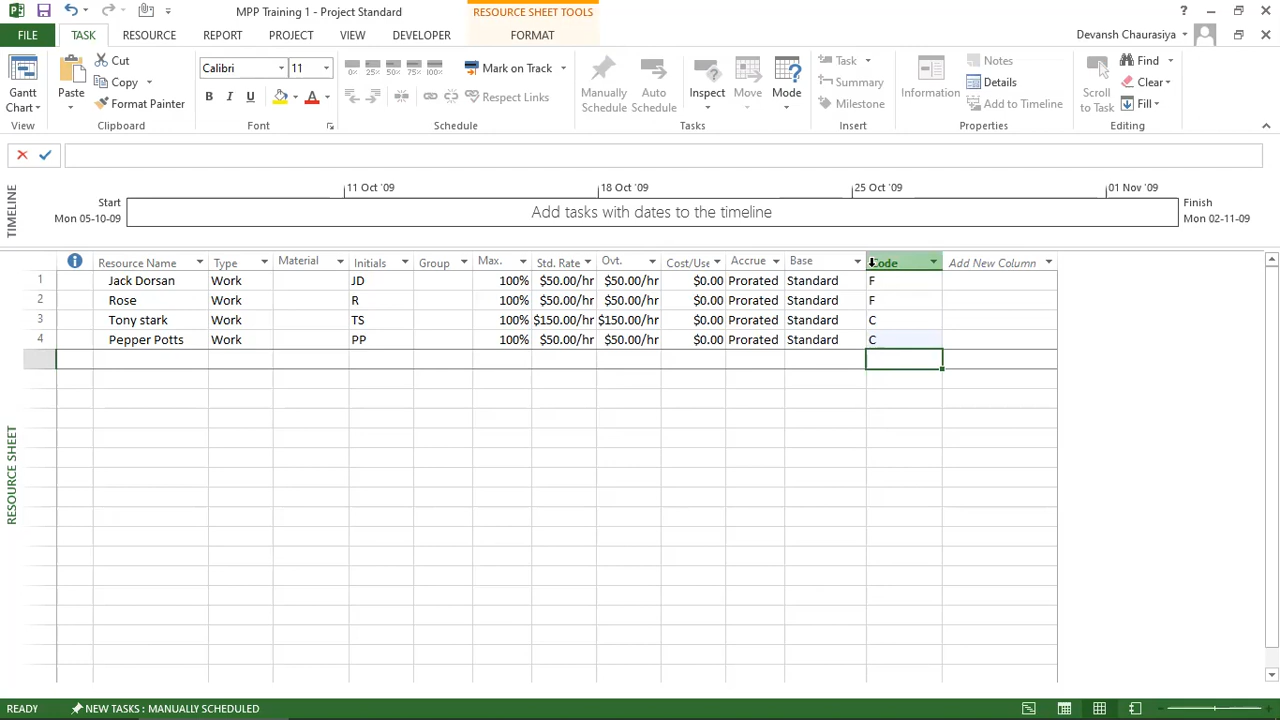 MPP Training 1 - Project Standard
RESOURCE SHEET TOOLS
?
FILE TASK RESOURCE REPORT PROJECT VIEW DEVELOPER FORMAT
Devansh Chaurasiya
Gantt Chart
View
Paste
Cut
Copy
Format Painter
Clipboard
Calibri 11
B I U A
Font
0% 25% 50% 75% 100%
Mark on Track
Respect Links
Schedule
Manually Schedule
Auto Schedule
Inspect
Move
Mode
Tasks
Task
Summary
Milestone
Insert
Information
Notes
Details
Add to Timeline
Properties
Scroll to Task
Find
Clear
Fill
Editing
TIMELINE
Start
Mon 05-10-09
11 Oct '09 18 Oct '09 25 Oct '09 01 Nov '09
Add tasks with dates to the timeline
Finish
Mon 02-11-09
RESOURCE SHEET
Resource Name Type Material Initials Group Max. Std. Rate Ovt. Cost/Use Accrue Base Code Add New Column
1 Jack Dorsan Work JD 100% $50.00/hr $50.00/hr $0.00 Prorated Standard F
2 Rose Work R 100% $50.00/hr $50.00/hr $0.00 Prorated Standard F
3 Tony stark Work TS 100% $150.00/hr $150.00/hr $0.00 Prorated Standard C
4 Pepper Potts Work PP 100% $50.00/hr $50.00/hr $0.00 Prorated Standard C
READY NEW TASKS : MANUALLY SCHEDULED